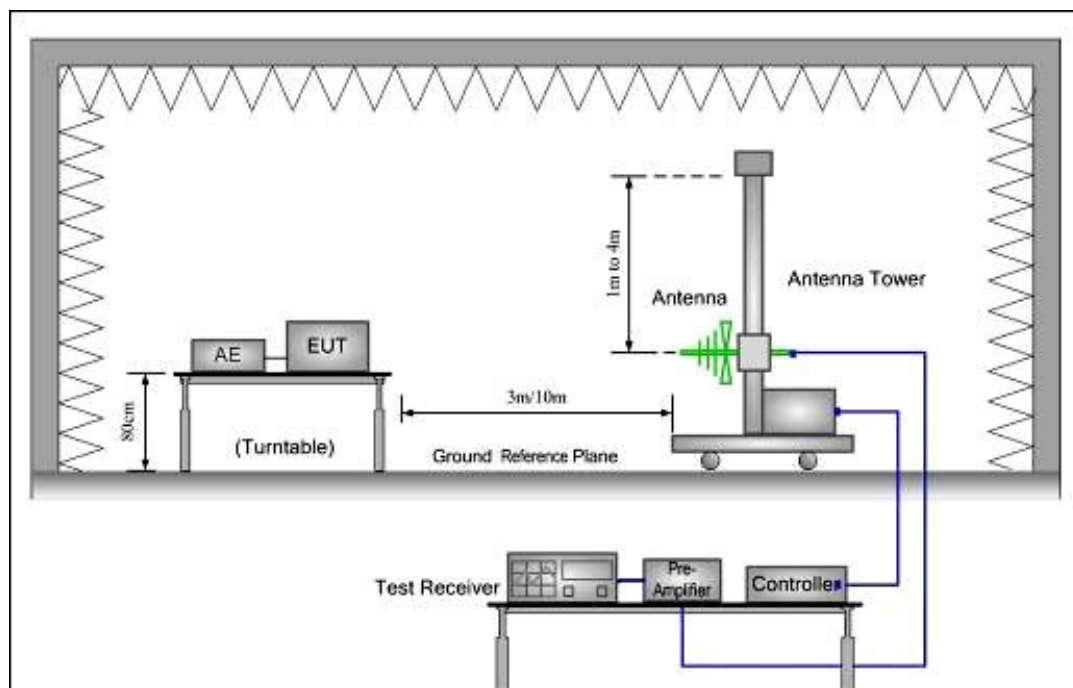 1m to 4m
Antenna
Antenna Tower
AE
EUT
80cm
3m/10m
(Turntable)
Ground Reference Plane
Test Receiver
Pre-
Amplifier
Controller